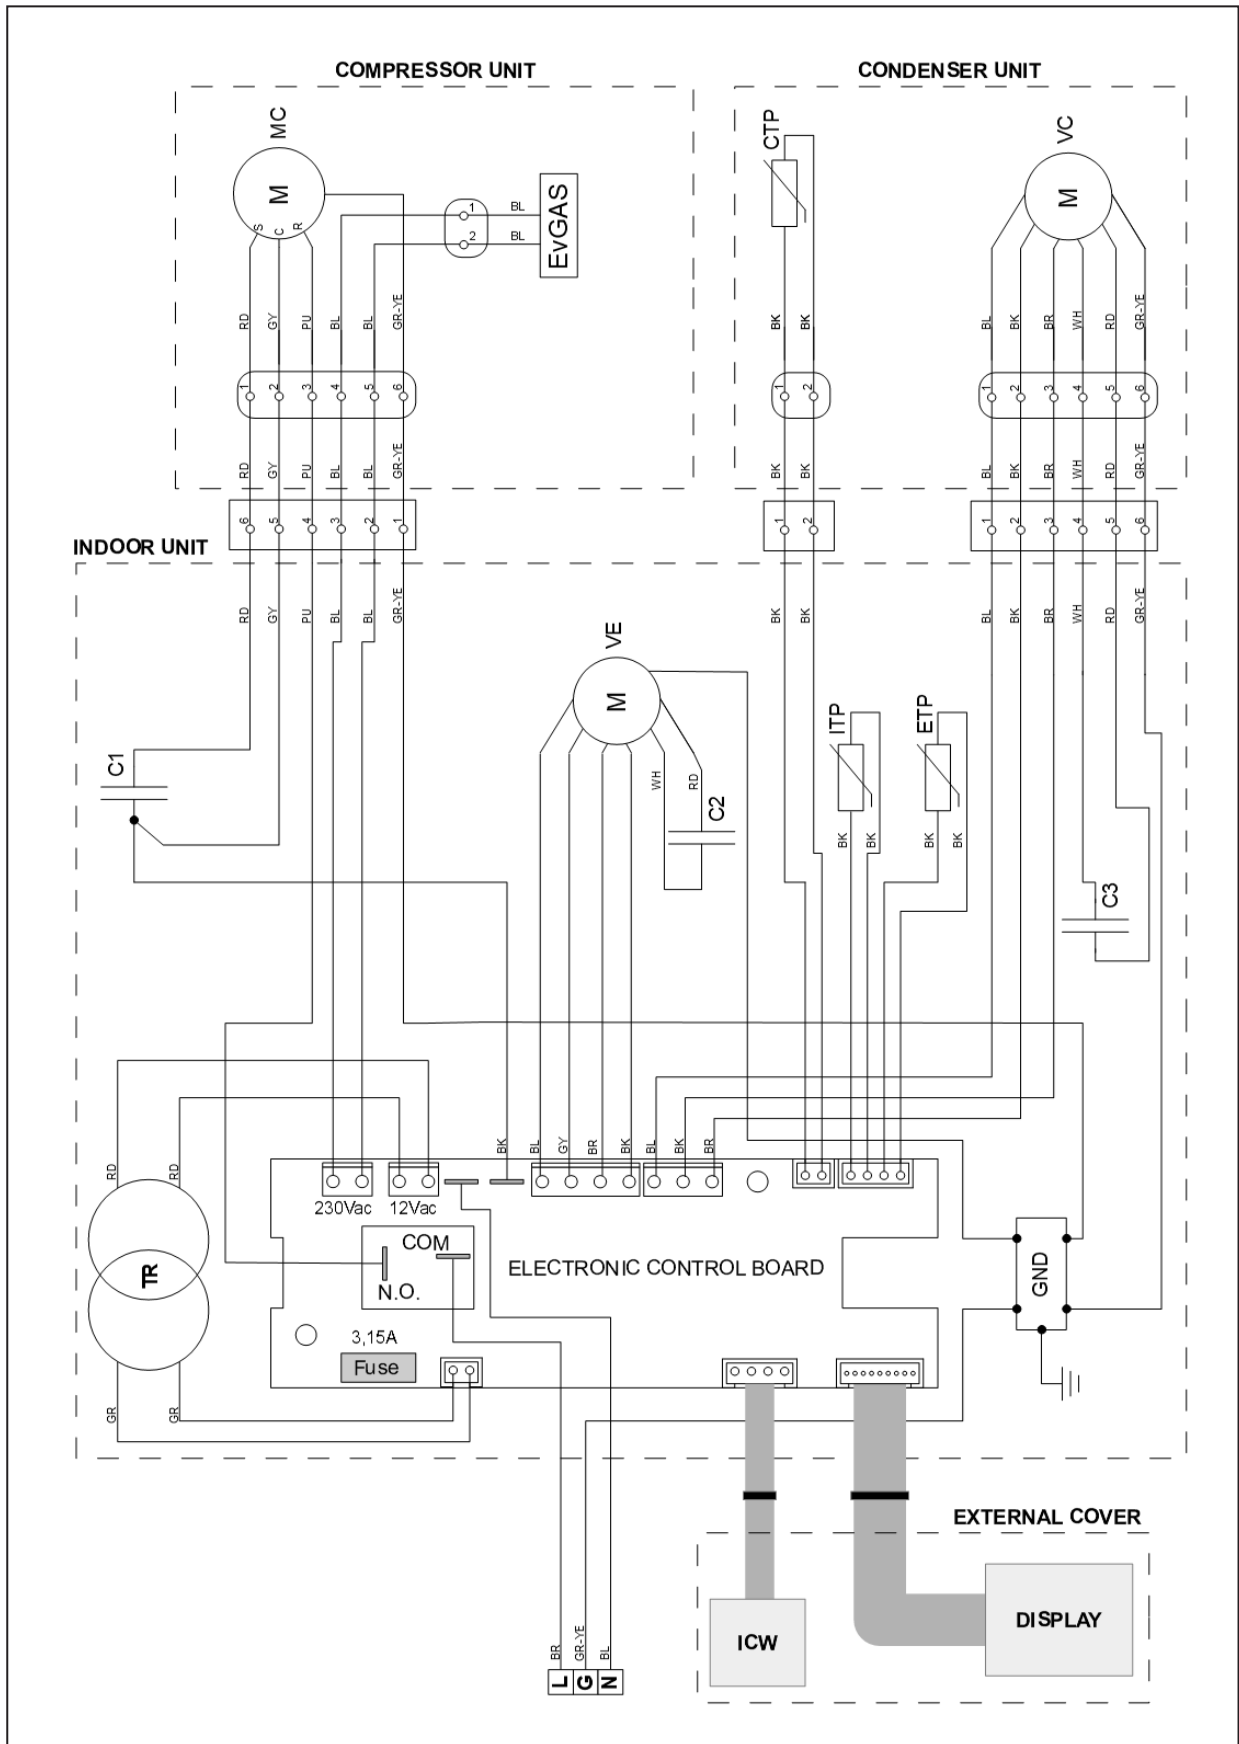 COMPRESSOR UNIT
CONDENSER UNIT
MC
M
S
C
R
1
2
BL
BL
EvGAS
CTP
VC
M
RD
GY
PU
BL
BL
GR-YE
BK
BK
BL
BK
BR
WH
RD
GR-YE
1
2
3
4
5
6
1
2
1
2
3
4
5
6
RD
GY
PU
BL
BL
GR-YE
BK
BK
BL
BK
BR
WH
RD
GR-YE
6
5
4
3
2
1
1
2
1
2
3
4
5
6
INDOOR UNIT
RD
GY
PU
BL
BL
GR-YE
BK
BK
BL
BK
BR
WH
RD
GR-YE
VE
M
ITP
ETP
C1
WH
RD
C2
BK
BK
BK
BK
C3
RD
RD
BK
BL
GY
BR
BK
BL
BK
BR
230Vac
12Vac
COM
N.O.
ELECTRONIC CONTROL BOARD
TR
GND
3,15A
Fuse
GR
GR
EXTERNAL COVER
ICW
DISPLAY
BR
GR-YE
BL
L
G
N